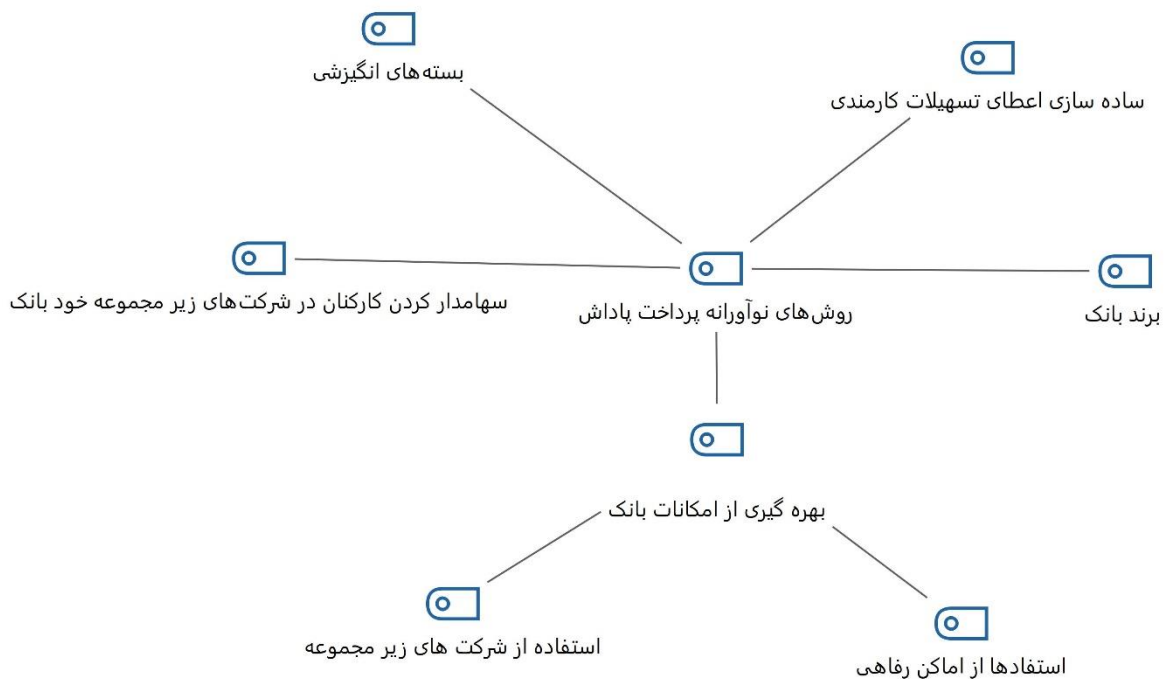 بسته‌های انگیزشی
ساده سازی اعطای تسهیلات کارمندی
سهامدار کردن کارکنان در شرکت‌های زیر مجموعه خود بانک
روش‌های نوآورانه پرداخت پاداش
برند بانک
بهره گیری از امکانات بانک
استفاده از شرکت های زیر مجموعه
استفادها از اماکن رفاهی